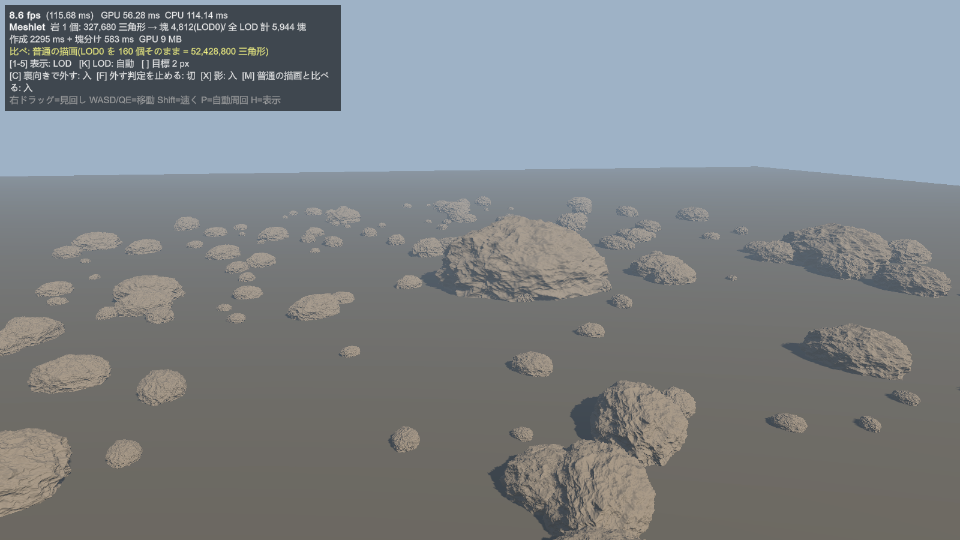 8.6 fps (115.68 ms) GPU 56.28 ms CPU 114.14 ms
Meshlet 岩 1 個: 327,680 三角形 → 塊 4,812(LOD0)/ 全 LOD 計 5,944 塊
作成 2295 ms + 塊分け 583 ms GPU 9 MB
比べ: 普通の描画(LOD0 を 160 個そのまま = 52,428,800 三角形)
[1-5] 表示: LOD [K] LOD: 自動 [ ] 目標 2 px
[C] 裏向きで外す: 入 [F] 外す判定を止める: 切 [X] 影: 入 [M] 普通の描画と比べ
る: 入
右ドラッグ=見回し WASD/QE=移動 Shift=速く P=自動周回 H=表示